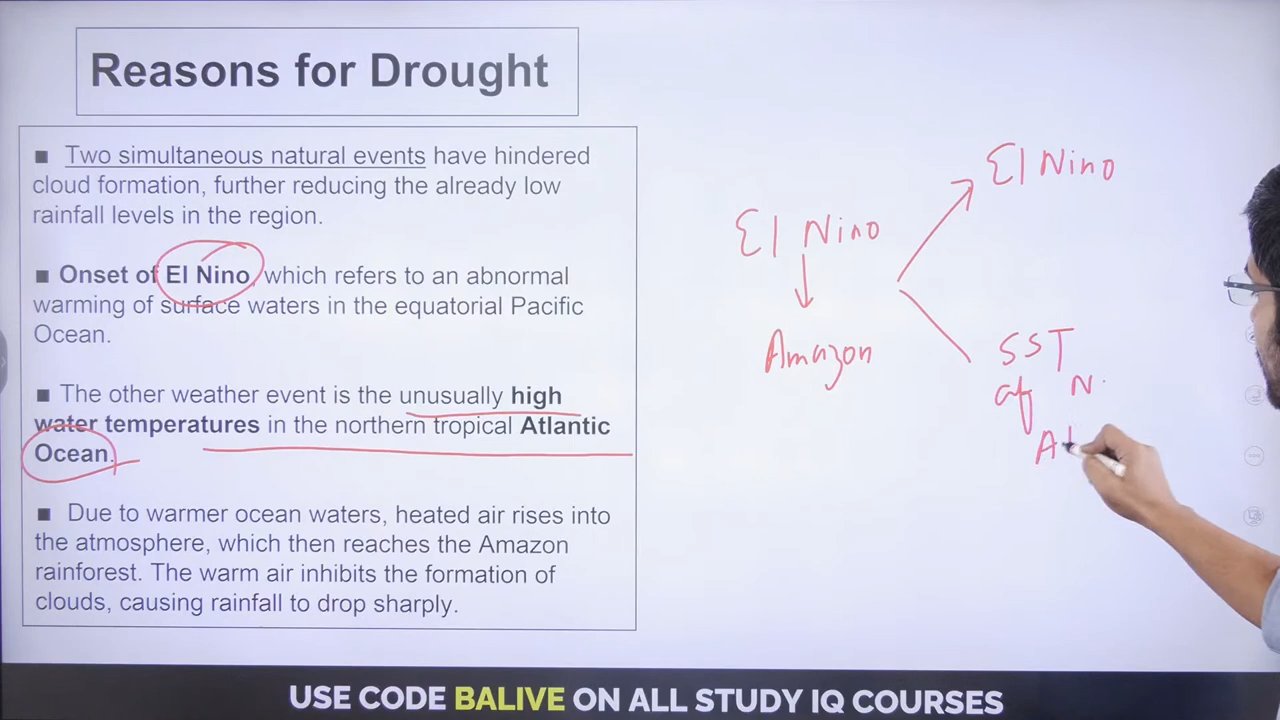 Reasons for Drought
■ Two simultaneous natural events have hindered
cloud formation, further reducing the already low
rainfall levels in the region.
■ Onset of El Nino, which refers to an abnormal
warming of surface waters in the equatorial Pacific
Ocean.
■ The other weather event is the unusually high
water temperatures in the northern tropical Atlantic
Ocean.
■ Due to warmer ocean waters, heated air rises into
the atmosphere, which then reaches the Amazon
rainforest. The warm air inhibits the formation of
clouds, causing rainfall to drop sharply.
El Nino
Amazon
El Nino
SST
of N.
At
USE CODE BALIVE ON ALL STUDY IQ COURSES